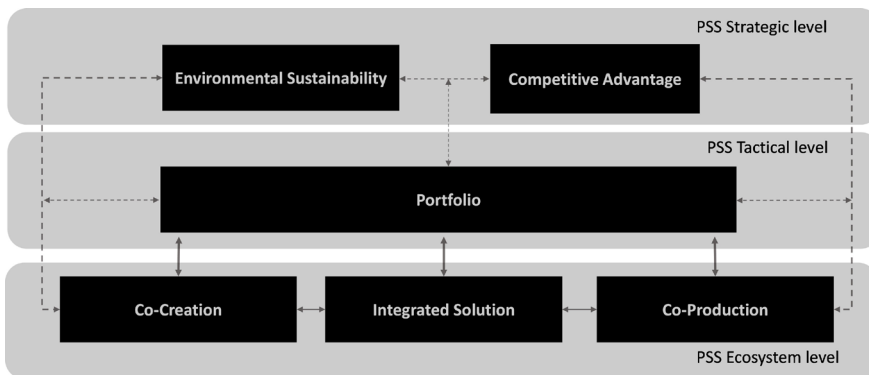 PSS Strategic level
Environmental Sustainability
Competitive Advantage
PSS Tactical level
Portfolio
Co-Creation
Integrated Solution
Co-Production
PSS Ecosystem level